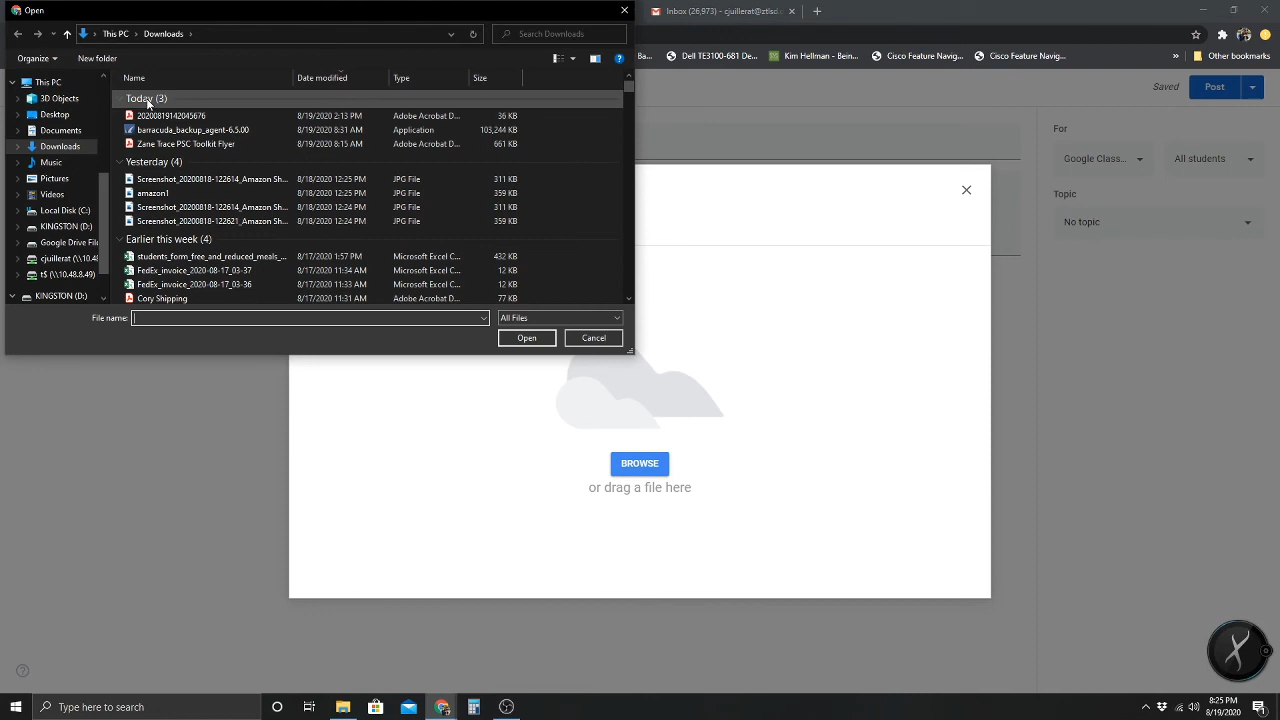 Open
Inbox (26,973) - cjuillerat@ztlsd.c
This PC > Downloads >
Search Downloads
Organize
New folder
Ba...
Dell TE3100-681 De...
Kim Hellman - Bein...
Cisco Feature Navig...
Cisco Feature Navig...
»
Other bookmarks
Name
Date modified
Type
Size
Saved
Post
This PC
3D Objects
Desktop
Documents
Downloads
Music
Pictures
Videos
Local Disk (C:)
KINGSTON (D:)
Google Drive Fil
cjuillerat (\\10.48
t$ (\\10.48.8.49)
KINGSTON (D:)
Today (3)
20200819142045676 8/19/2020 2:13 PM Adobe Acrobat D... 36 KB
barracuda_backup_agent-6.5.00 8/19/2020 8:31 AM Application 103,244 KB
Zane Trace PSC Toolkit Flyer 8/19/2020 8:15 AM Adobe Acrobat D... 661 KB
Yesterday (4)
Screenshot_20200818-122614_Amazon Sh... 8/18/2020 12:25 PM JPG File 311 KB
amazon1 8/18/2020 12:25 PM JPG File 359 KB
Screenshot_20200818-122614_Amazon Sh... 8/18/2020 12:24 PM JPG File 311 KB
Screenshot_20200818-122621_Amazon Sh... 8/18/2020 12:24 PM JPG File 359 KB
Earlier this week (4)
students_form_free_and_reduced_meals_... 8/17/2020 1:57 PM Microsoft Excel C... 432 KB
FedEx_invoice_2020-08-17_03-37 8/17/2020 11:34 AM Microsoft Excel C... 12 KB
FedEx_invoice_2020-08-17_03-36 8/17/2020 11:33 AM Microsoft Excel C... 12 KB
Cory Shipping 8/17/2020 11:31 AM Adobe Acrobat D... 77 KB
File name:
All Files
Open
Cancel
For
Google Class...
All students
Topic
No topic
BROWSE
or drag a file here
Type here to search
8:25 PM
8/19/2020